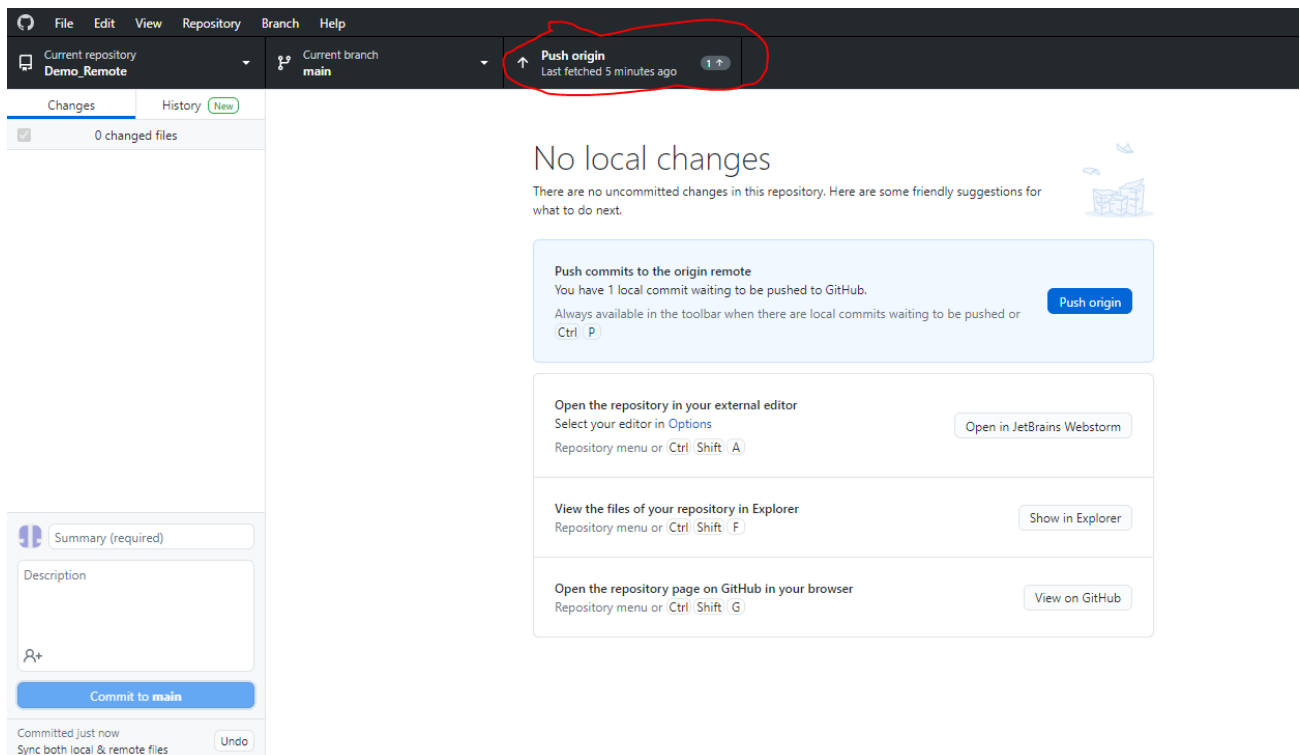 File Edit View Repository Branch Help
Current repository
Demo_Remote
Current branch
main
Push origin
Last fetched 5 minutes ago
1
Changes
History New
0 changed files
No local changes
There are no uncommitted changes in this repository. Here are some friendly suggestions for
what to do next.
Push commits to the origin remote
You have 1 local commit waiting to be pushed to GitHub.
Always available in the toolbar when there are local commits waiting to be pushed or
Ctrl P
Push origin
Open the repository in your external editor
Select your editor in Options
Repository menu or Ctrl Shift A
Open in JetBrains Webstorm
View the files of your repository in Explorer
Repository menu or Ctrl Shift F
Show in Explorer
Open the repository page on GitHub in your browser
Repository menu or Ctrl Shift G
View on GitHub
Summary (required)
Description
Commit to main
Committed just now
Sync both local & remote files
Undo